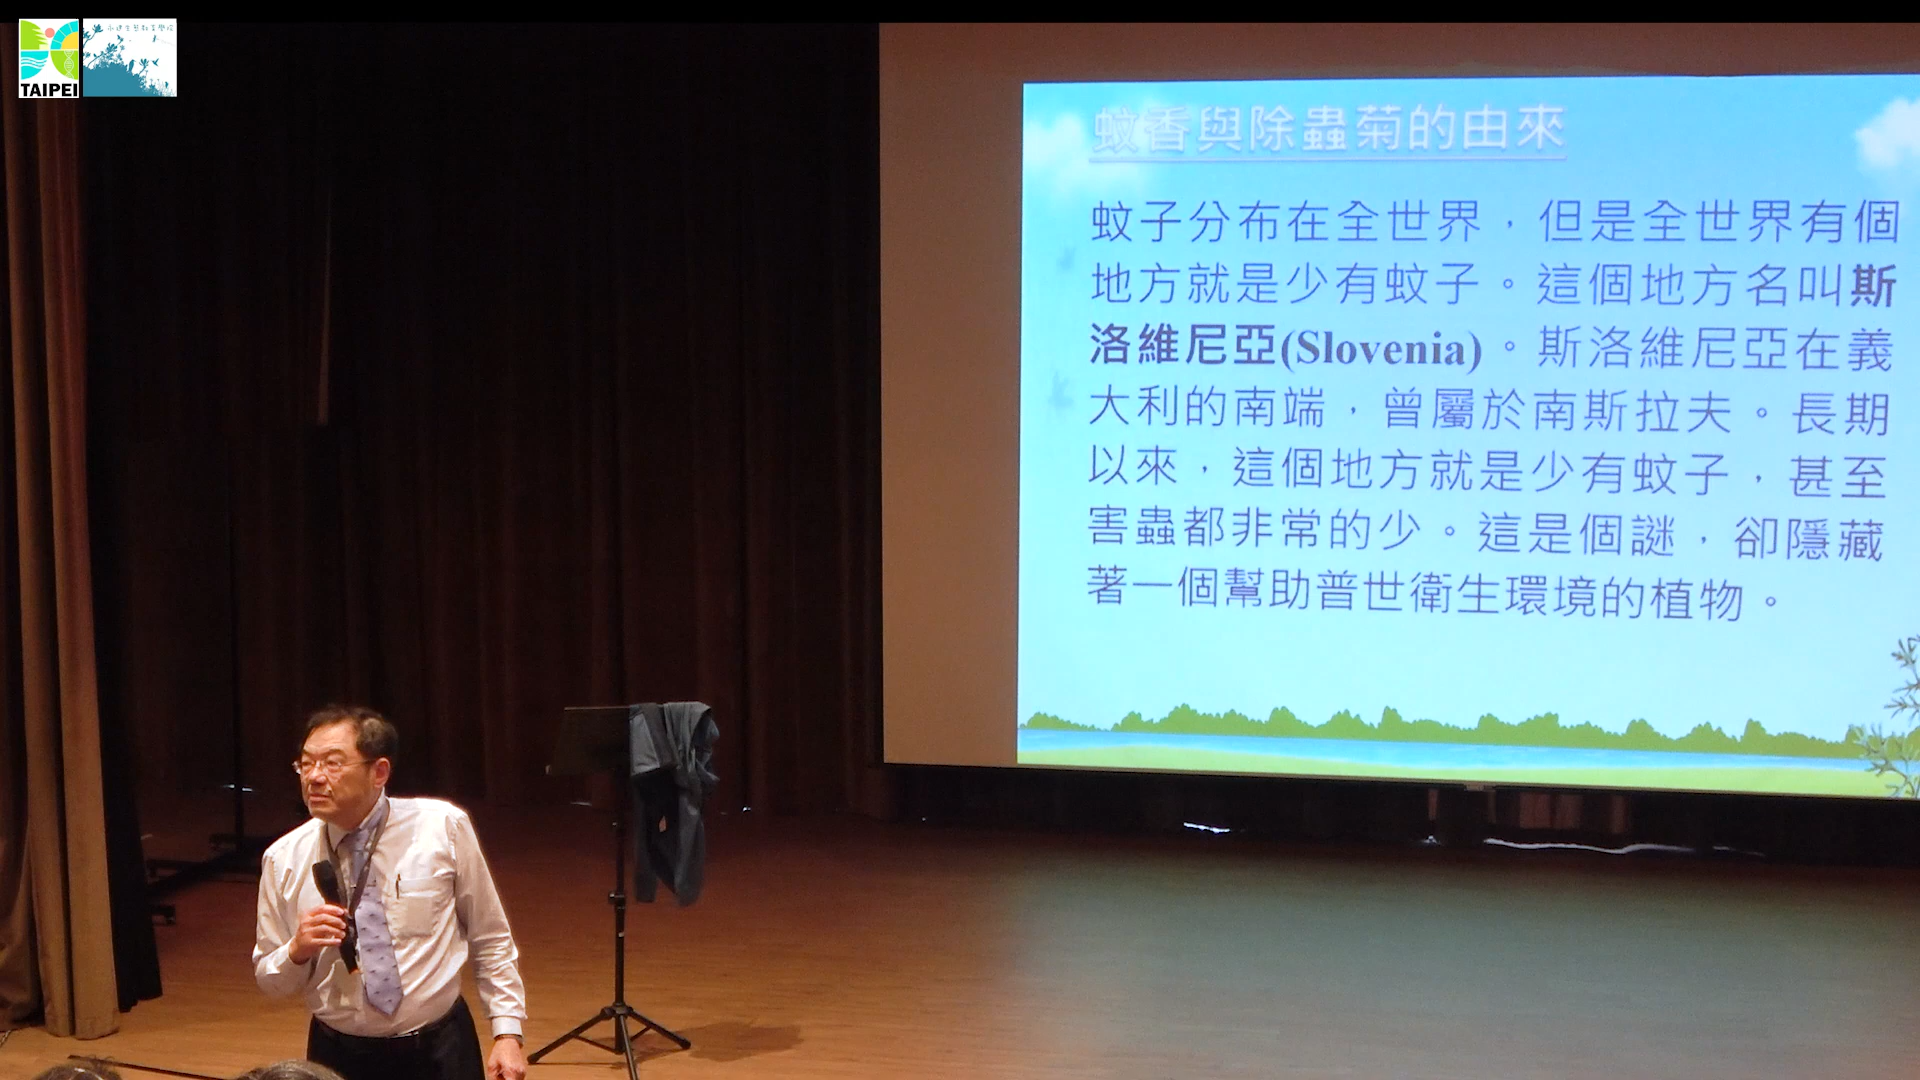 TAIPEI
蚊香與除蟲菊的由來
蚊子分布在全世界，但是全世界有個
地方就是少有蚊子。這個地方名叫斯
洛維尼亞(Slovenia)。斯洛維尼亞在義
大利的南端，曾屬於南斯拉夫。長期
以來，這個地方就是少有蚊子，甚至
害蟲都非常的少。這是個謎，卻隱藏
著一個幫助普世衛生環境的植物。